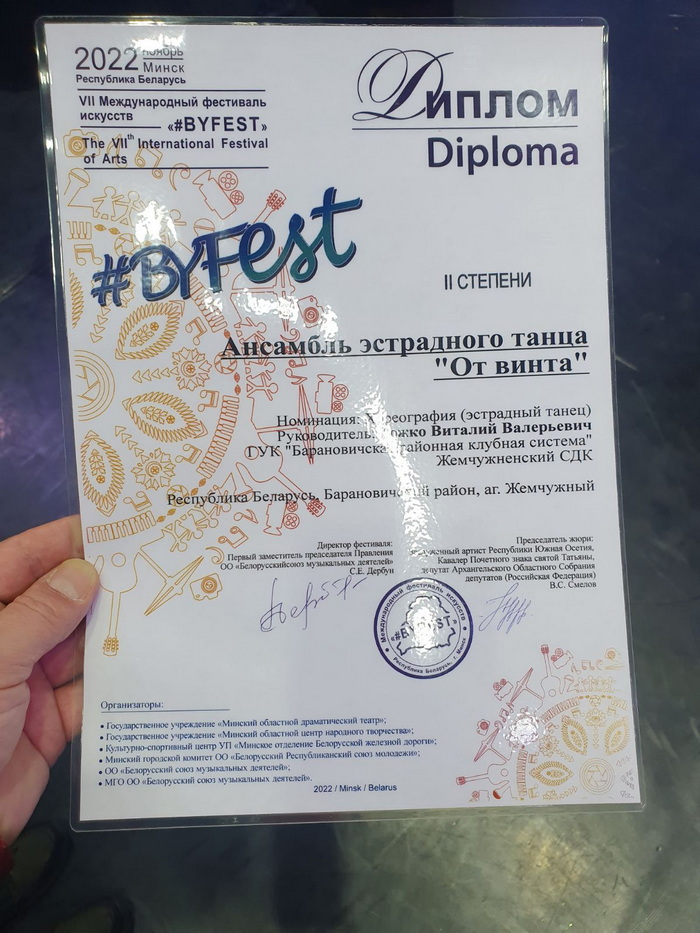 2022 ноябрь
Минск
Республика Беларусь
VII Международный фестиваль
искусств «#BYFEST»
The VIIth International Festival
of Arts
Диплом
Diploma
#BYFest
II СТЕПЕНИ
Ансамбль эстрадного танца
"От винта"
Номинация: Хореография (эстрадный танец)
Руководитель: Виталий Валерьевич
ГУК "Барановичская районная клубная система"
Жемчужненский СДК
Республика Беларусь, Барановичский район, аг. Жемчужный
Директор фестиваля:
Первый заместитель председателя Правления
ОО «Белорусскийсоюз музыкальных деятелей»
С.Е. Дербун
Председатель жюри:
артист Республики Южная Осетия,
Кавалер Почетного знака святой Татьяны,
депутат Архангельского Областного Собрания
депутатов (Российская Федерация)
В.С. Смелов
Международный фестиваль искусств
«#BYFEST»
Республика Беларусь, г. Минск
Организаторы:
• Государственное учреждение «Минский областной драматический театр»;
• Государственное учреждение «Минский областной центр народного творчества»;
• Культурно-спортивный центр УП «Минское отделение Белорусской железной дороги»;
• Минский городской комитет ОО «Белорусский Республиканский союз молодежи»;
• ОО «Белорусский союз музыкальных деятелей»;
• МГО ОО «Белорусский союз музыкальных деятелей».
2022 / Minsk / Belarus